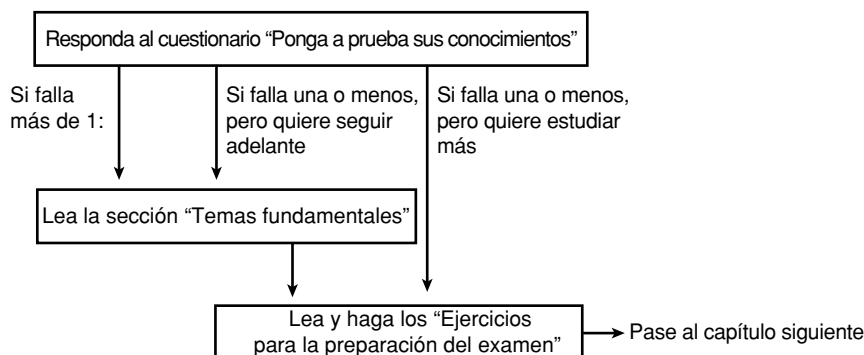 Responda al cuestionario “Ponga a prueba sus conocimientos”
Si falla
más de 1:
Si falla una o menos,
pero quiere seguir
adelante
Si falla una o menos,
pero quiere estudiar
más
Lea la sección “Temas fundamentales”
Lea y haga los “Ejercicios
para la preparación del examen”
Pase al capítulo siguiente